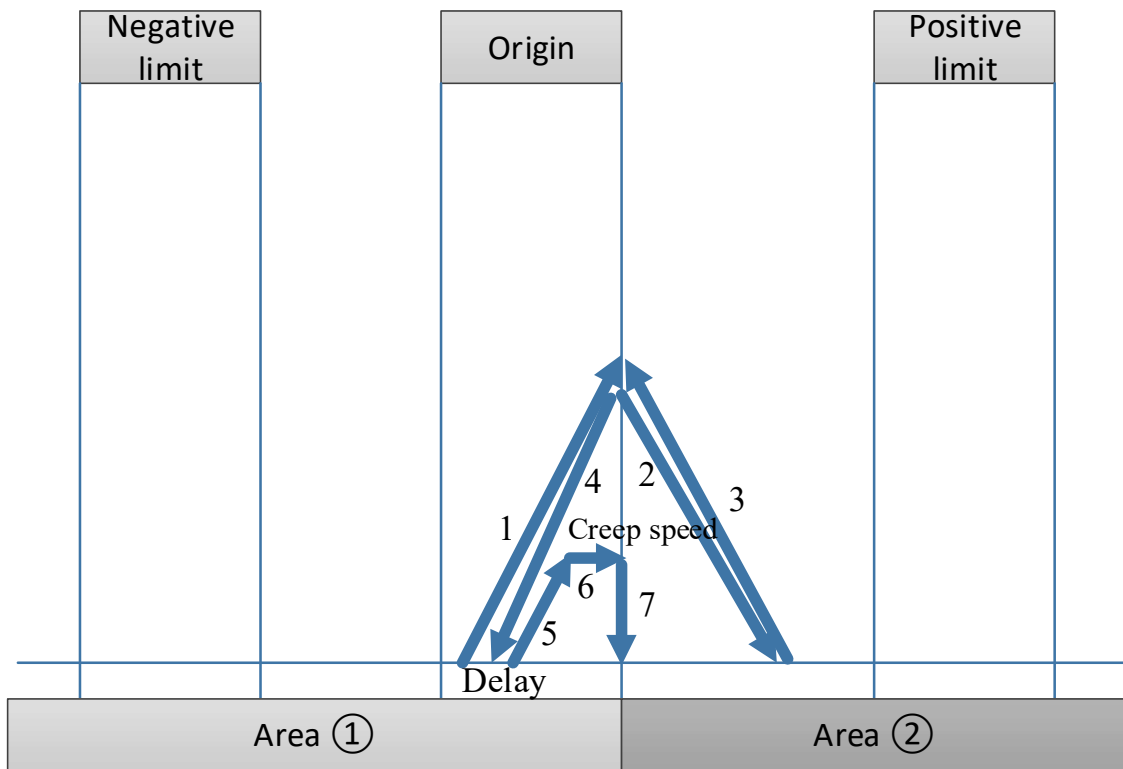 Negative
limit
Origin
Positive
limit
4
2
3
1
Creep speed
6
7
5
Delay
Area ①
Area ②